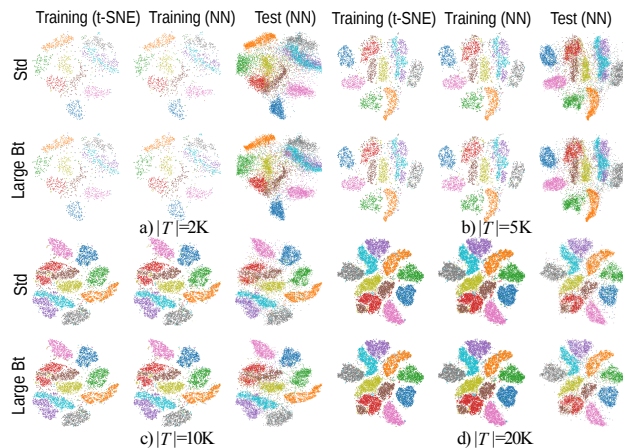 Training (t-SNE) Training (NN) Test (NN) Training (t-SNE) Training (NN) Test (NN)
Std
Large Bt
a) |T|=2K b) |T|=5K
Std
Large Bt
c) |T|=10K d) |T|=20K